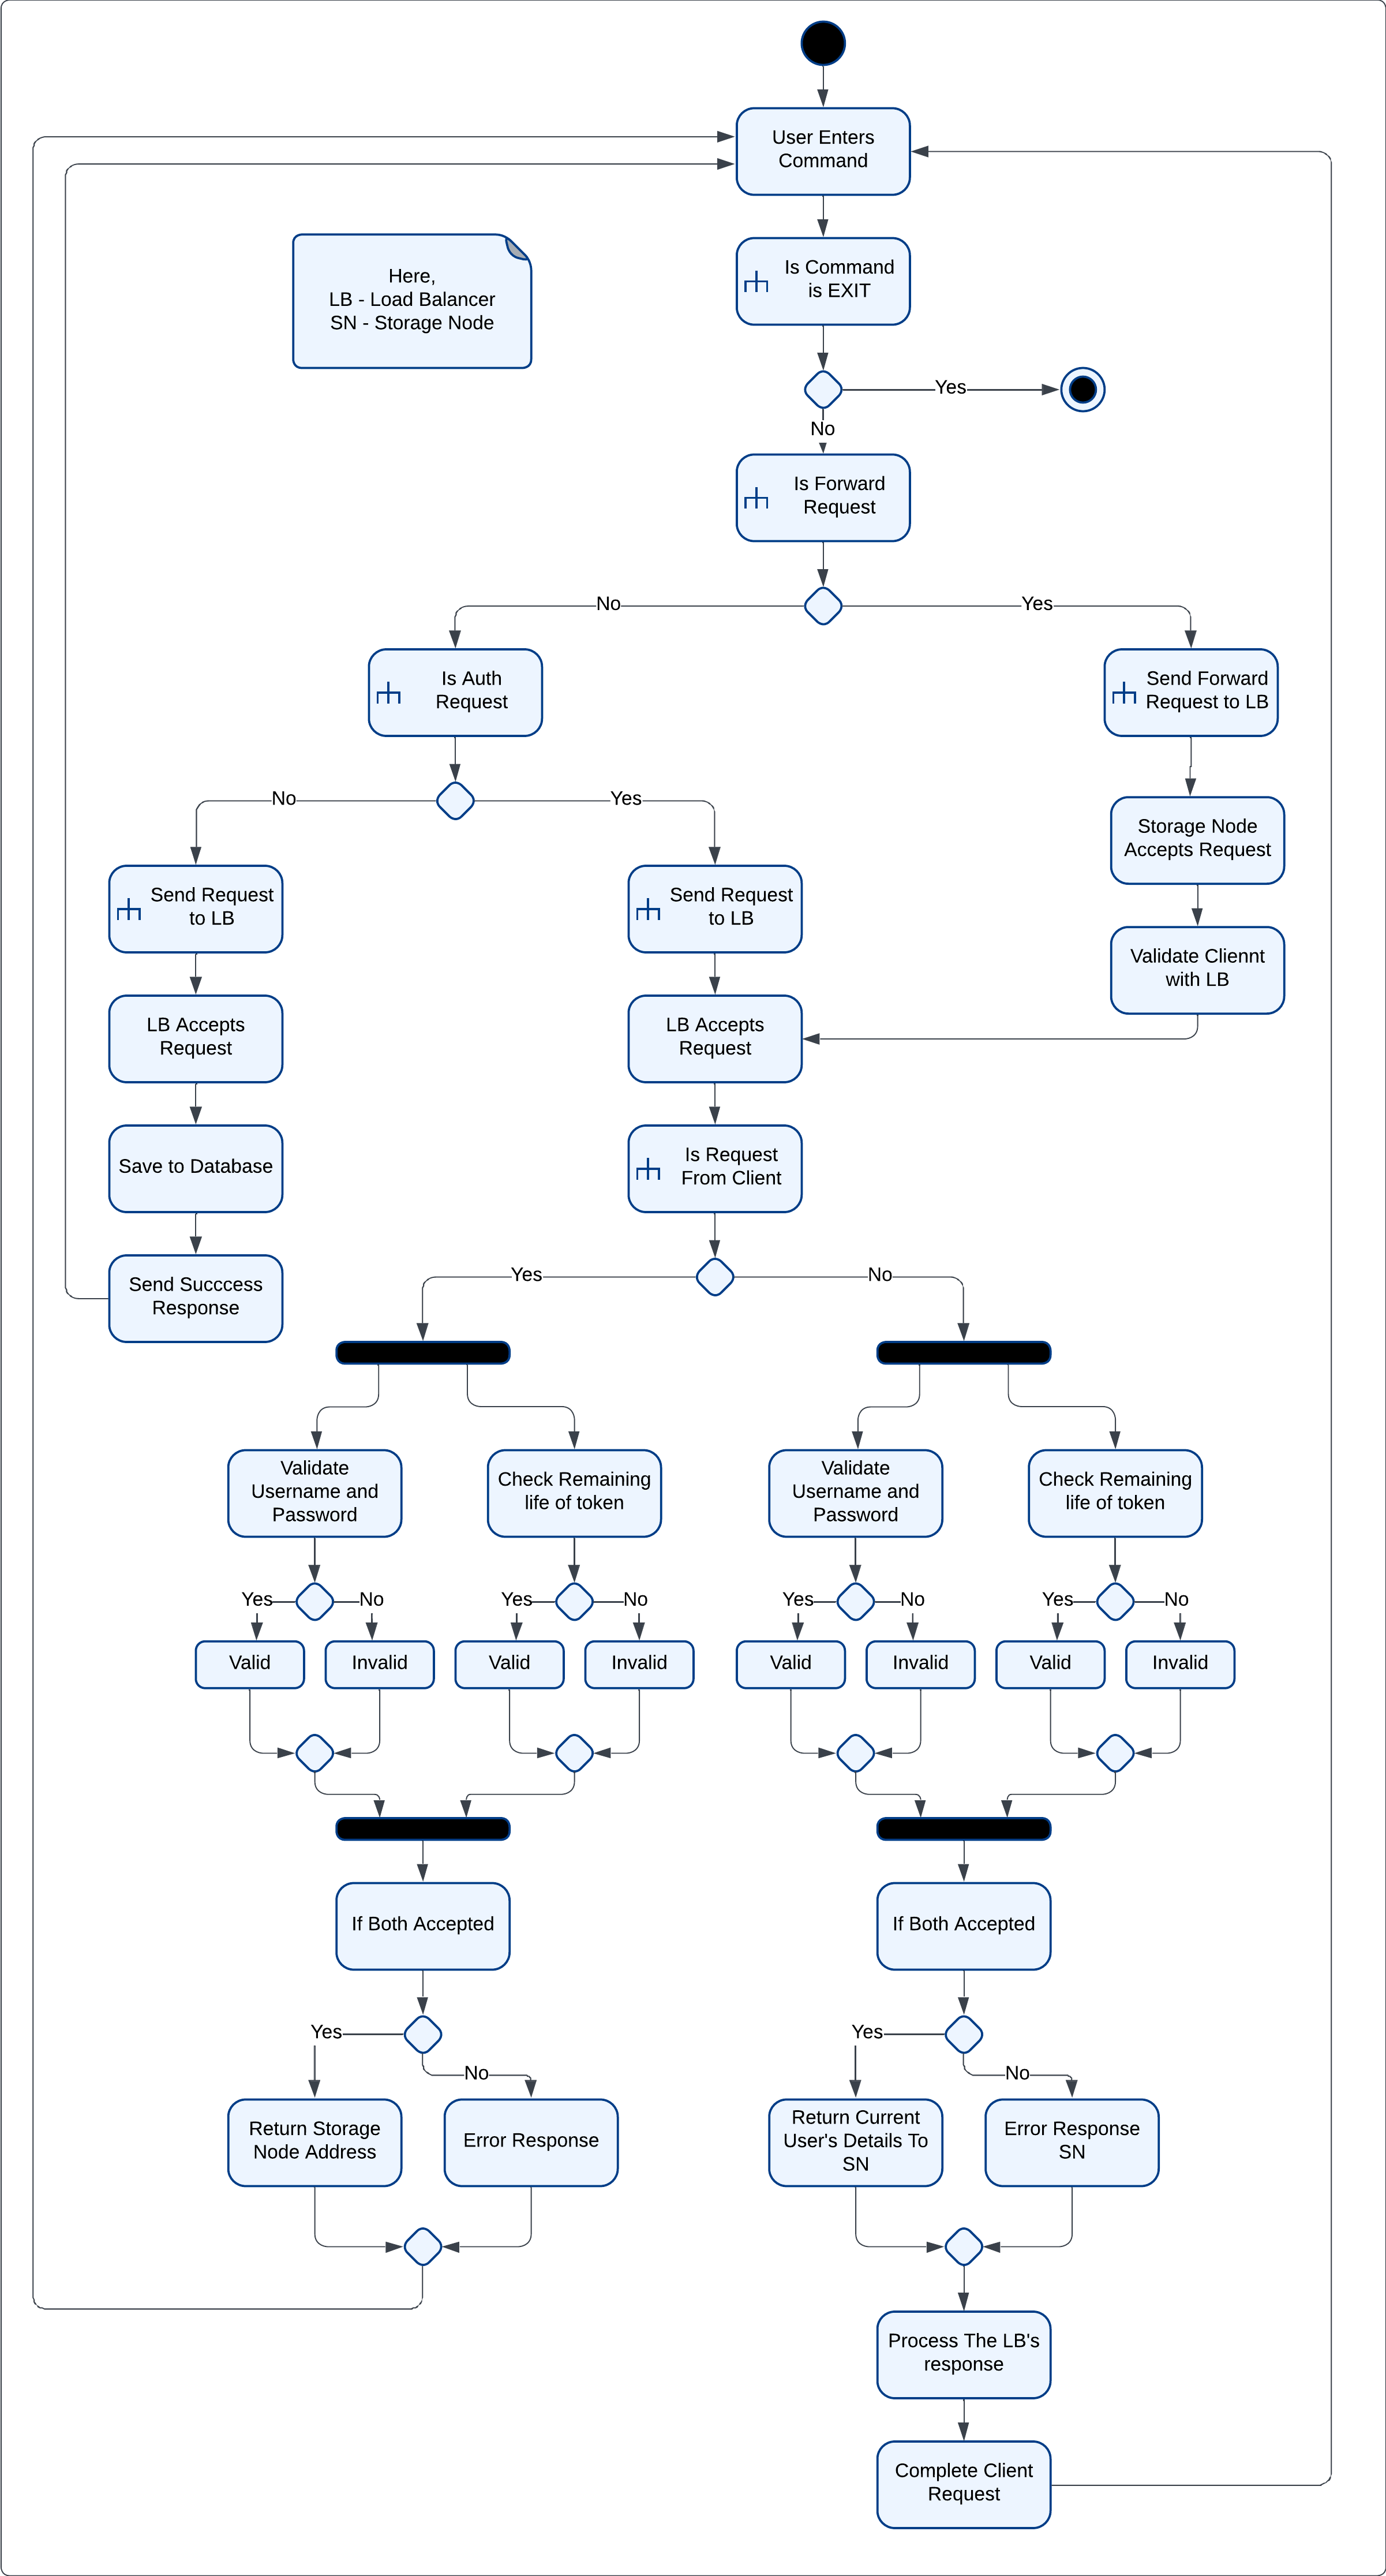 User Enters
Command
Here,
LB - Load Balancer
SN - Storage Node
Is Command
is EXIT
Yes
No
Is Forward
Request
No
Yes
Is Auth
Request
Send Forward
Request to LB
No
Yes
Storage Node
Accepts Request
Send Request
to LB
Send Request
to LB
Validate Cliennt
with LB
LB Accepts
Request
LB Accepts
Request
Save to Database
Is Request
From Client
Send Succcess
Response
Yes
No
Validate
Username and
Password
Check Remaining
life of token
Validate
Username and
Password
Check Remaining
life of token
Yes
No
Yes
No
Yes
No
Yes
No
Valid
Invalid
Valid
Invalid
Valid
Invalid
Valid
Invalid
If Both Accepted
If Both Accepted
Yes
No
Yes
No
Return Storage
Node Address
Error Response
Return Current
User's Details To
SN
Error Response
SN
Process The LB's
response
Complete Client
Request